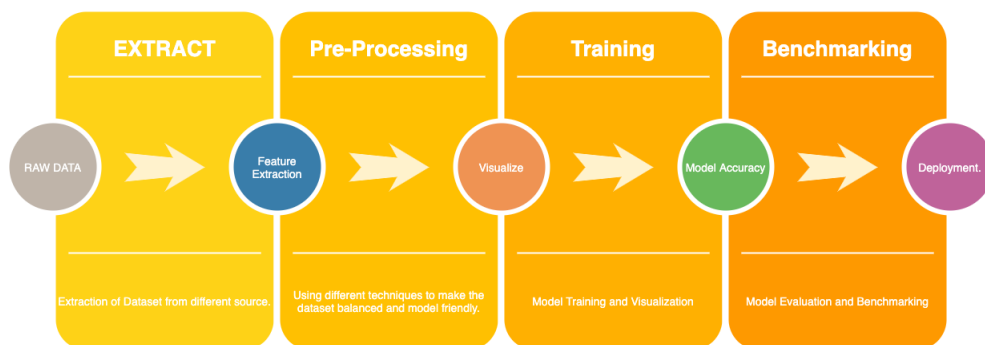 EXTRACT
Pre-Processing
Training
Benchmarking
RAW DATA
Feature
Extraction
Visualize
Model Accuracy
Deployment.
Extraction of Dataset from different source.
Using different techniques to make the
dataset balanced and model friendly.
Model Training and Visualization
Model Evaluation and Benchmarking